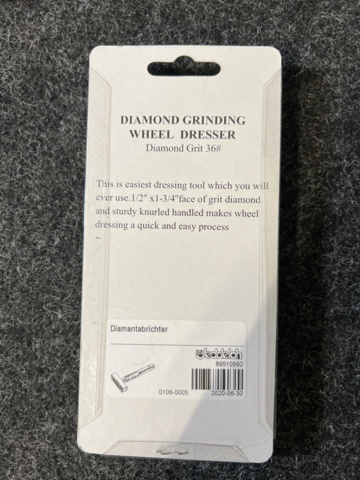 DIAMOND GRINDING
WHEEL DRESSER
Diamond Grit 36#
This is easiest dressing tool which you will
ever use.1/2" x1-3/4"face of grit diamond
and sturdy knurled handled makes wheel
dressing a quick and easy process
Diamantabrichter
89510592
0106-0005
2020-06-30